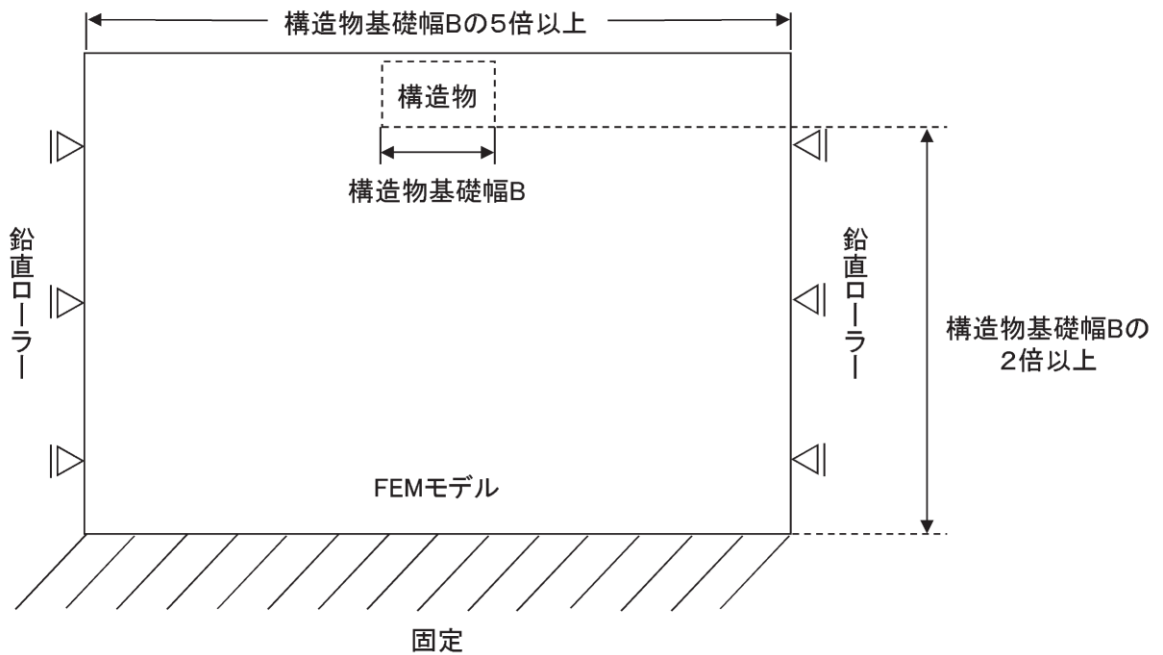 構造物基礎幅Bの5倍以上
構造物
構造物基礎幅B
鉛直ローラー
鉛直ローラー
構造物基礎幅Bの
2倍以上
FEMモデル
固定